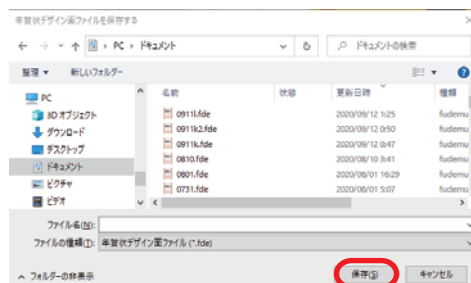 年賀状デザイン面ファイルを保存する
PC › ドキュメント
ドキュメントの検索
整理 新しいフォルダー
PC
3D オブジェクト
ダウンロード
デスクトップ
ドキュメント
ピクチャ
ビデオ
名前 状態 更新日時 種類
0911l.fde 2020/09/12 1:25 fudemu
0911k2.fde 2020/09/12 0:50 fudemu
0911k.fde 2020/09/12 0:47 fudemu
0810.fde 2020/08/10 3:41 fudemu
0801.fde 2020/08/01 16:29 fudemu
0731.fde 2020/08/01 5:07 fudemu
ファイル名(N):
ファイルの種類(T): 年賀状デザイン面ファイル (*.fde)
フォルダーの非表示 保存(S) キャンセル